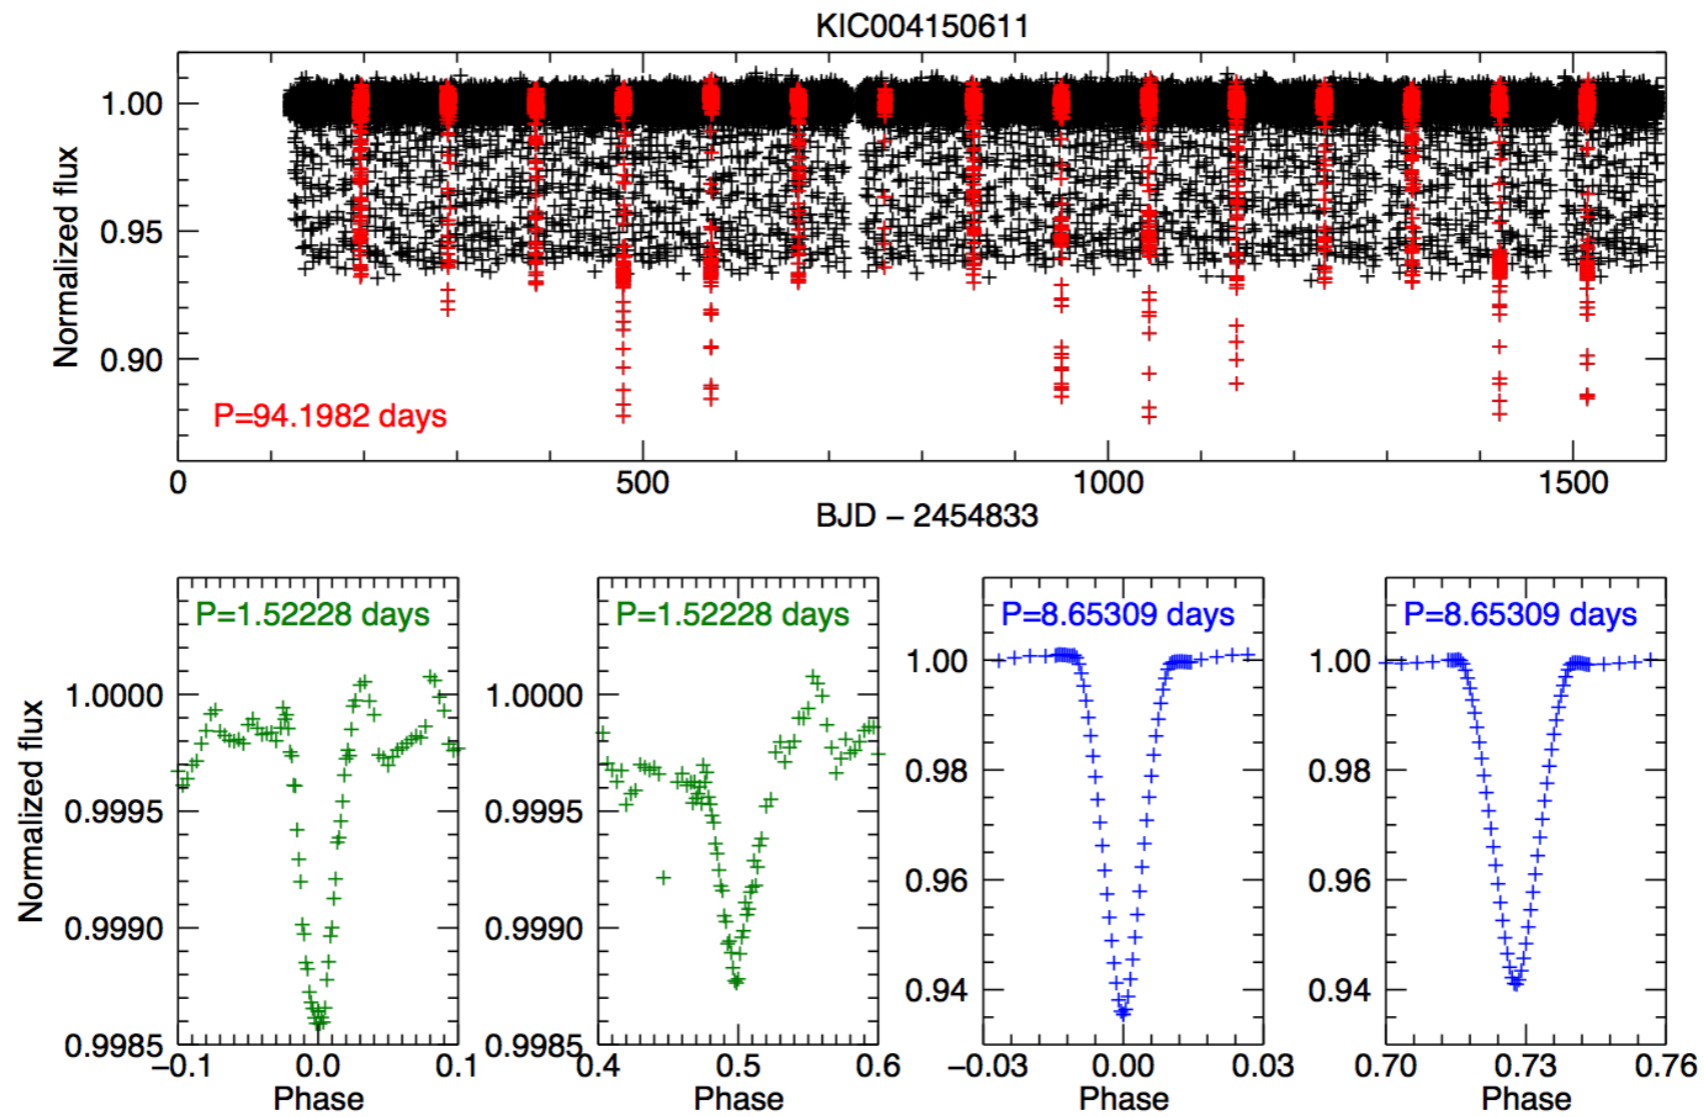 KIC004150611
Normalized flux
1.00
0.95
0.90
P=94.1982 days
0
500
1000
1500
BJD − 2454833
Normalized flux
P=1.52228 days
1.0000
0.9995
0.9990
0.9985
−0.1
0.0
0.1
Phase
P=1.52228 days
1.0000
0.9995
0.9990
0.9985
0.4
0.5
0.6
Phase
P=8.65309 days
1.00
0.98
0.96
0.94
−0.03
0.00
0.03
Phase
P=8.65309 days
1.00
0.98
0.96
0.94
0.70
0.73
0.76
Phase